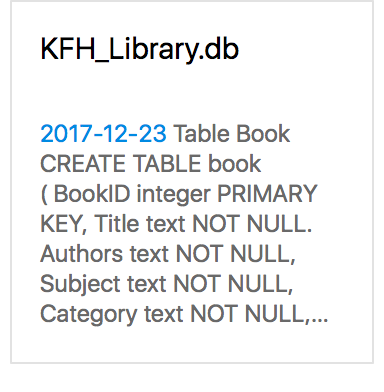 KFH_Library.db
2017-12-23 Table Book
CREATE TABLE book
( BookID integer PRIMARY
KEY, Title text NOT NULL.
Authors text NOT NULL,
Subject text NOT NULL,
Category text NOT NULL,...